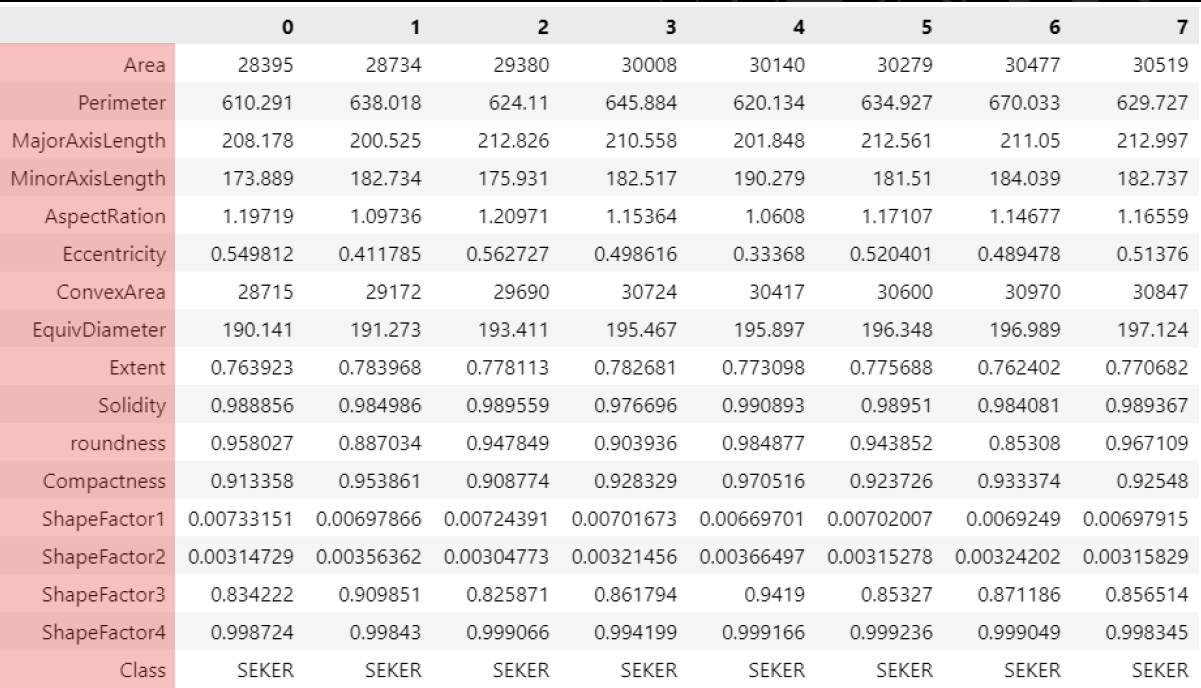 0 1 2 3 4 5 6 7
Area 28395 28734 29380 30008 30140 30279 30477 30519
Perimeter 610.291 638.018 624.11 645.884 620.134 634.927 670.033 629.727
MajorAxisLength 208.178 200.525 212.826 210.558 201.848 212.561 211.05 212.997
MinorAxisLength 173.889 182.734 175.931 182.517 190.279 181.51 184.039 182.737
AspectRation 1.19719 1.09736 1.20971 1.15364 1.0608 1.17107 1.14677 1.16559
Eccentricity 0.549812 0.411785 0.562727 0.498616 0.33368 0.520401 0.489478 0.51376
ConvexArea 28715 29172 29690 30724 30417 30600 30970 30847
EquivDiameter 190.141 191.273 193.411 195.467 195.897 196.348 196.989 197.124
Extent 0.763923 0.783968 0.778113 0.782681 0.773098 0.775688 0.762402 0.770682
Solidity 0.988856 0.984986 0.989559 0.976696 0.990893 0.98951 0.984081 0.989367
roundness 0.958027 0.887034 0.947849 0.903936 0.984877 0.943852 0.85308 0.967109
Compactness 0.913358 0.953861 0.908774 0.928329 0.970516 0.923726 0.933374 0.92548
ShapeFactor1 0.00733151 0.00697866 0.00724391 0.00701673 0.00669701 0.00702007 0.0069249 0.00697915
ShapeFactor2 0.00314729 0.00356362 0.00304773 0.00321456 0.00366497 0.00315278 0.00324202 0.00315829
ShapeFactor3 0.834222 0.909851 0.825871 0.861794 0.9419 0.85327 0.871186 0.856514
ShapeFactor4 0.998724 0.99843 0.999066 0.994199 0.999166 0.999236 0.999049 0.998345
Class SEKER SEKER SEKER SEKER SEKER SEKER SEKER SEKER